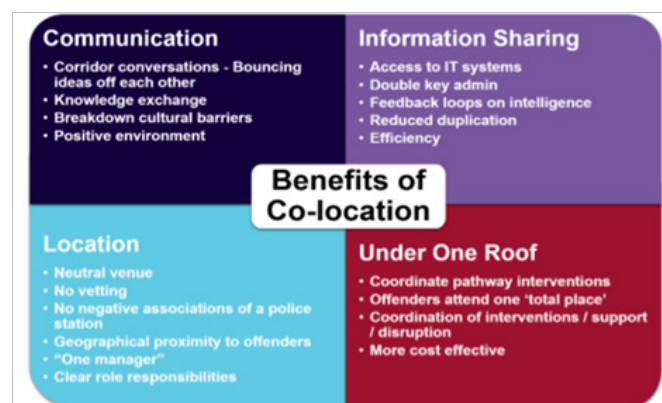 Communication
• Corridor conversations - Bouncing
ideas off each other
• Knowledge exchange
• Breakdown cultural barriers
• Positive environment
Information Sharing
• Access to IT systems
• Double key admin
• Feedback loops on intelligence
• Reduced duplication
• Efficiency
Benefits of
Co-location
Location
• Neutral venue
• No vetting
• No negative associations of a police
station
• Geographical proximity to offenders
• “One manager”
• Clear role responsibilities
Under One Roof
• Coordinate pathway interventions
• Offenders attend one ‘total place’
• Coordination of interventions / support
/ disruption
• More cost effective